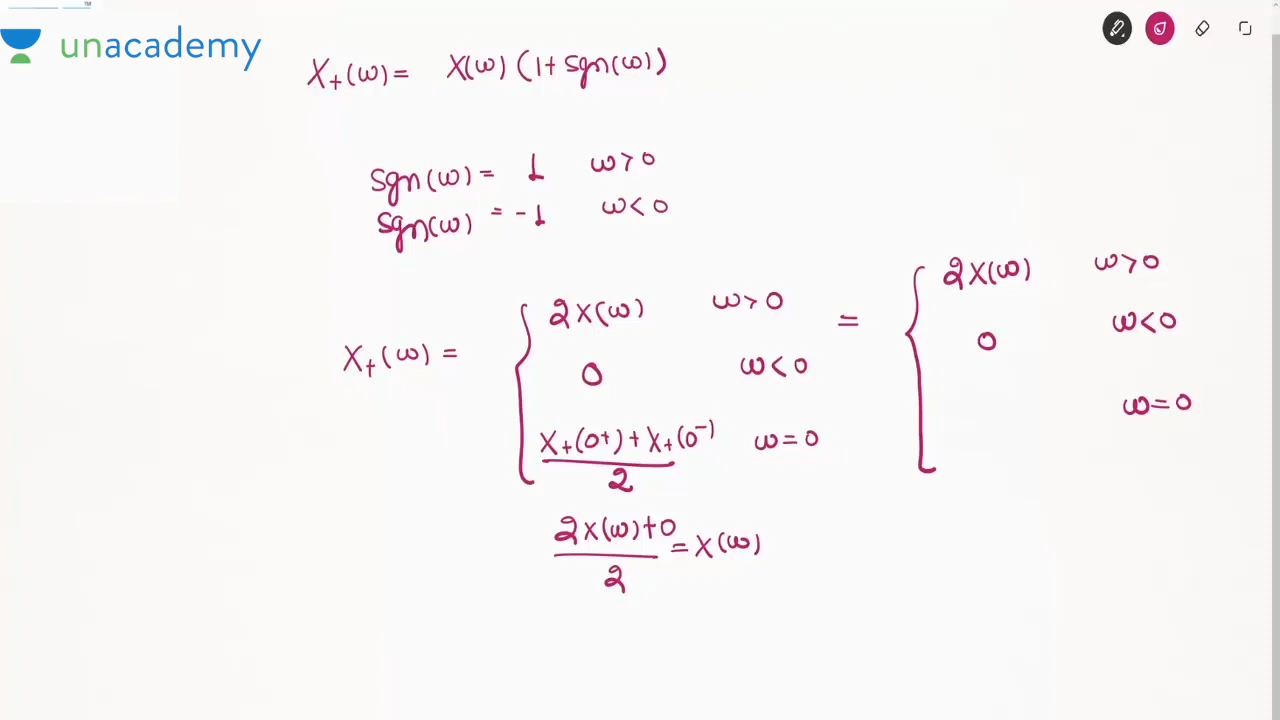 unacademy
X₊(ω) = X(ω) (1 + sgn(ω))
sgn(ω) = 1 ω > 0
sgn(ω) = -1 ω < 0
X₊(ω) = { 2X(ω) ω > 0 = { 2X(ω) ω > 0
0 ω < 0 0 ω < 0
X₊(0⁺) + X₊(0⁻) ω = 0 ω = 0
2
2X(ω) + 0 = X(ω)
2